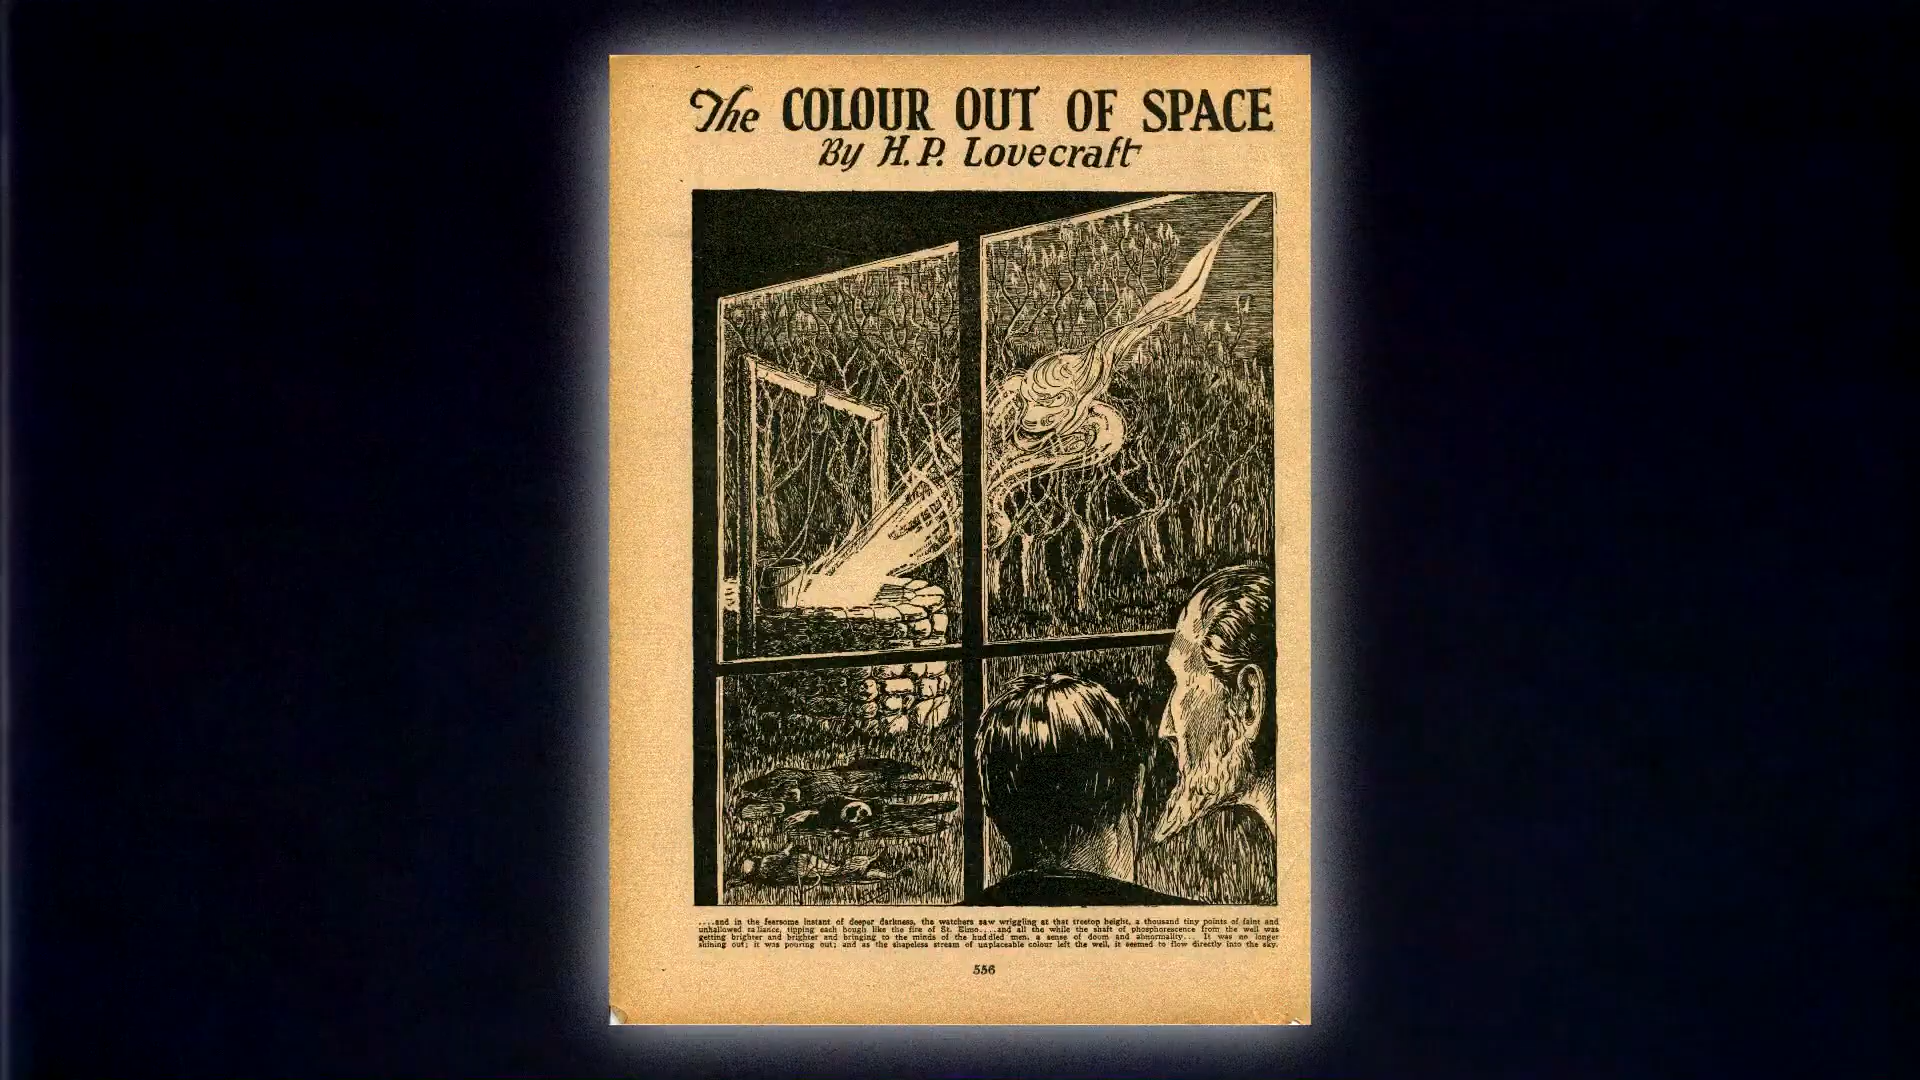 The COLOUR OUT OF SPACE
By H. P. Lovecraft
....and in the fearsome instant of deeper darkness, the watchers saw wriggling at that treetop height, a thousand tiny points of faint and
unhallowed radiance, tipping each bough like the fire of St. Elmo....and all the while the shaft of phosphorescence from the well was
getting brighter and brighter and bringing to the minds of the huddled men, a sense of doom and abnormality... It was no longer
shining out; it was pouring out; and as the shapeless stream of unplaceable colour left the well, it seemed to flow directly into the sky.
556